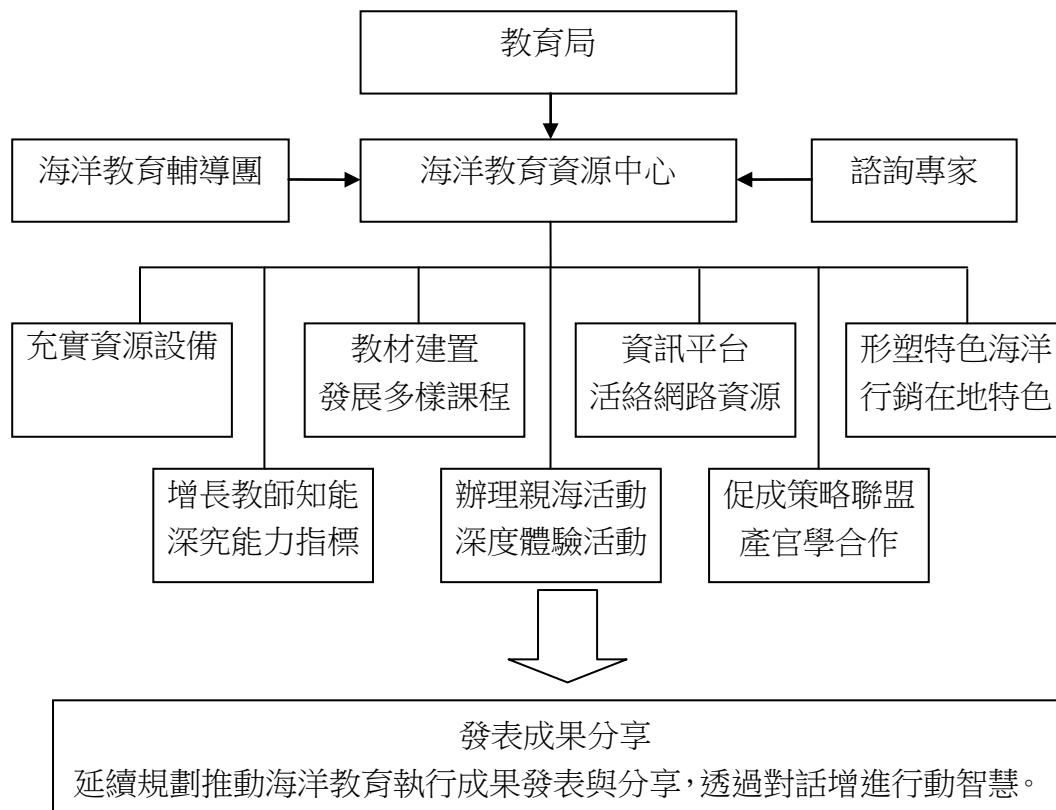 教育局
海洋教育輔導團
海洋教育資源中心
諮詢專家
充實資源設備
教材建置
發展多樣課程
資訊平台
活絡網路資源
形塑特色海洋
行銷在地特色
增長教師知能
深究能力指標
辦理親海活動
深度體驗活動
促成策略聯盟
產官學合作
發表成果分享
延續規劃推動海洋教育執行成果發表與分享，透過對話增進行動智慧。